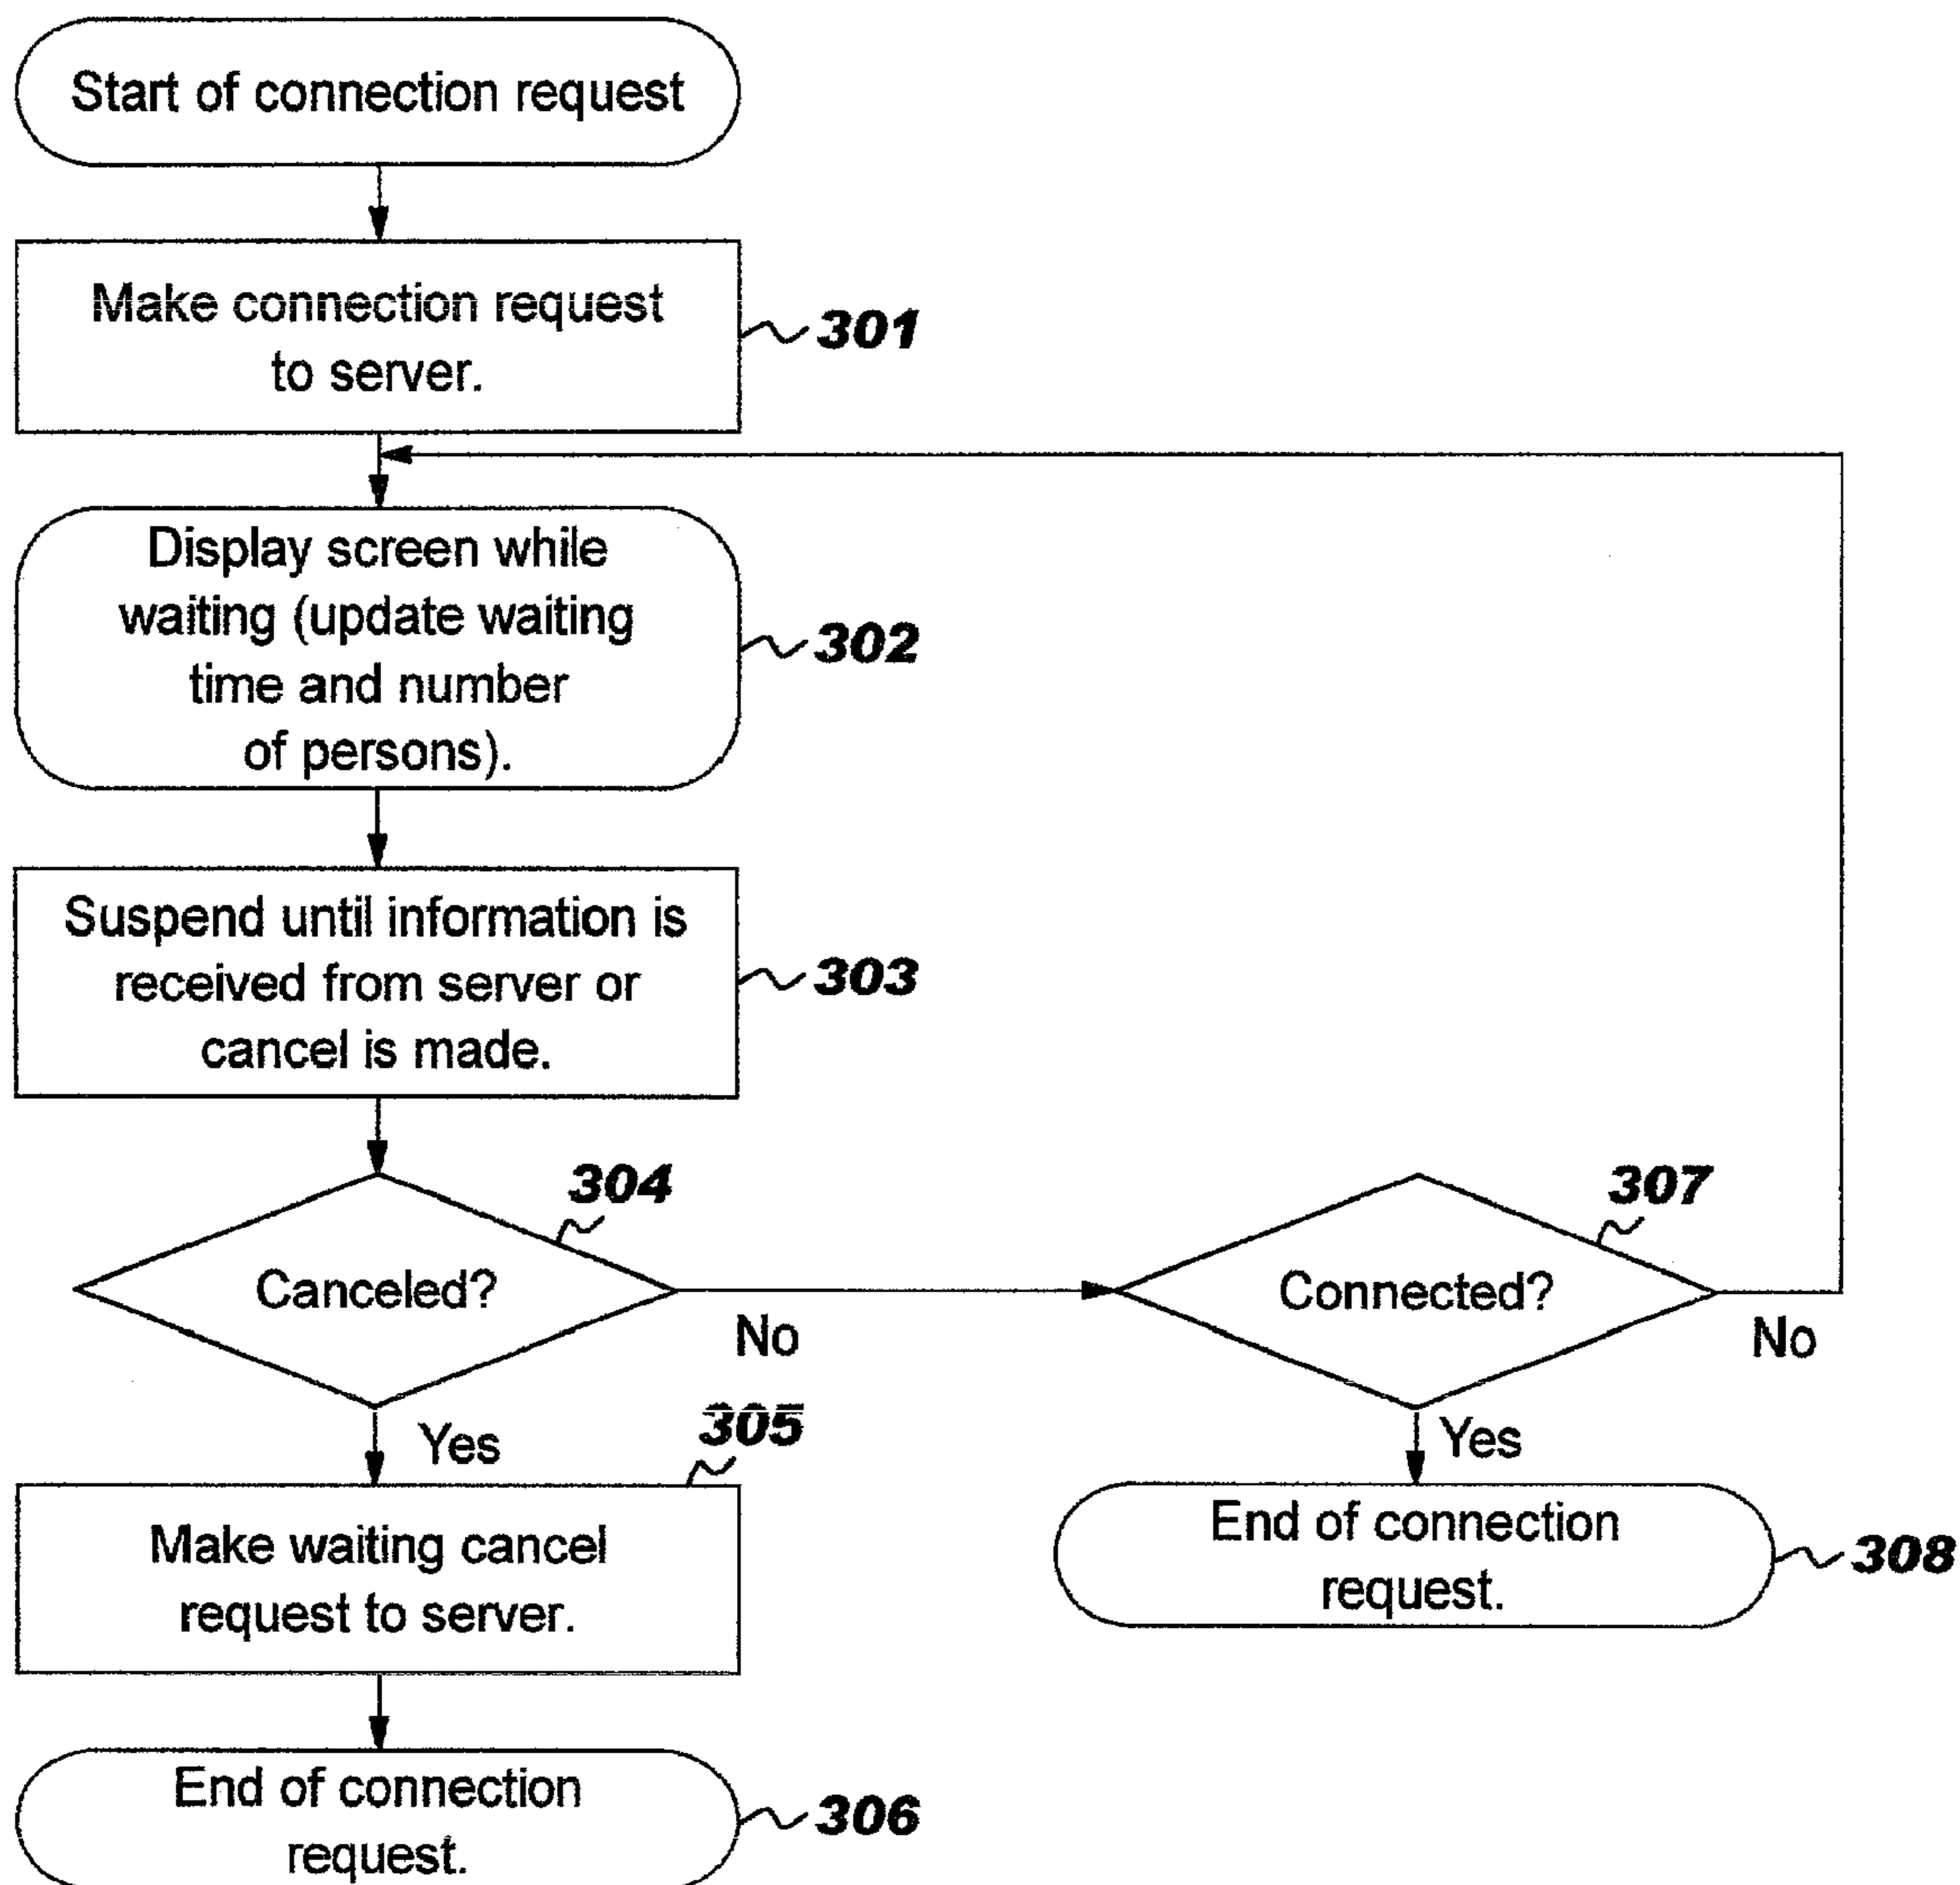 Start of connection request
Make connection request
to server.
301
Display screen while
waiting (update waiting
time and number
of persons).
302
Suspend until information is
received from server or
cancel is made.
303
304
Canceled?
No
Yes
307
Connected?
No
Yes
305
Make waiting cancel
request to server.
End of connection
request.
308
End of connection
request.
306